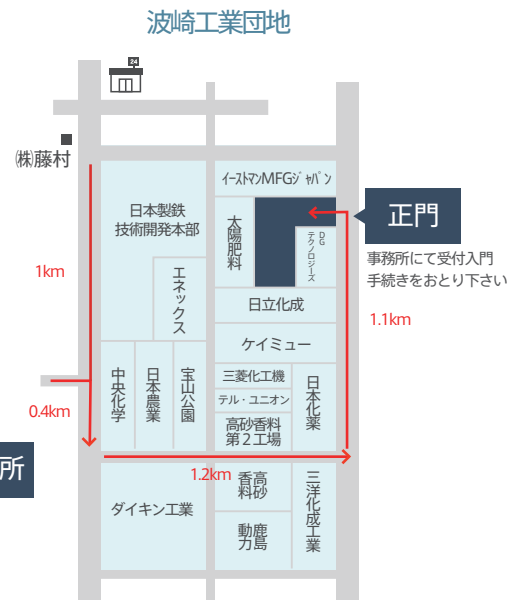 波崎工業団地
24
㈱藤村
イーストマンMFGジャパン
日本製鉄
技術開発本部
太陽肥料
DG
テクノロジーズ
正門
事務所にて受付入門
手続きをおとり下さい
1km
エネックス
日立化成
1.1km
ケイミュー
中央化学
日本農業
宝山公園
三菱化工機
テル・ユニオン
高砂香料
第2工場
日本化薬
0.4km
所
1.2km
ダイキン工業
高砂
香料
鹿島
動力
三洋化成工業